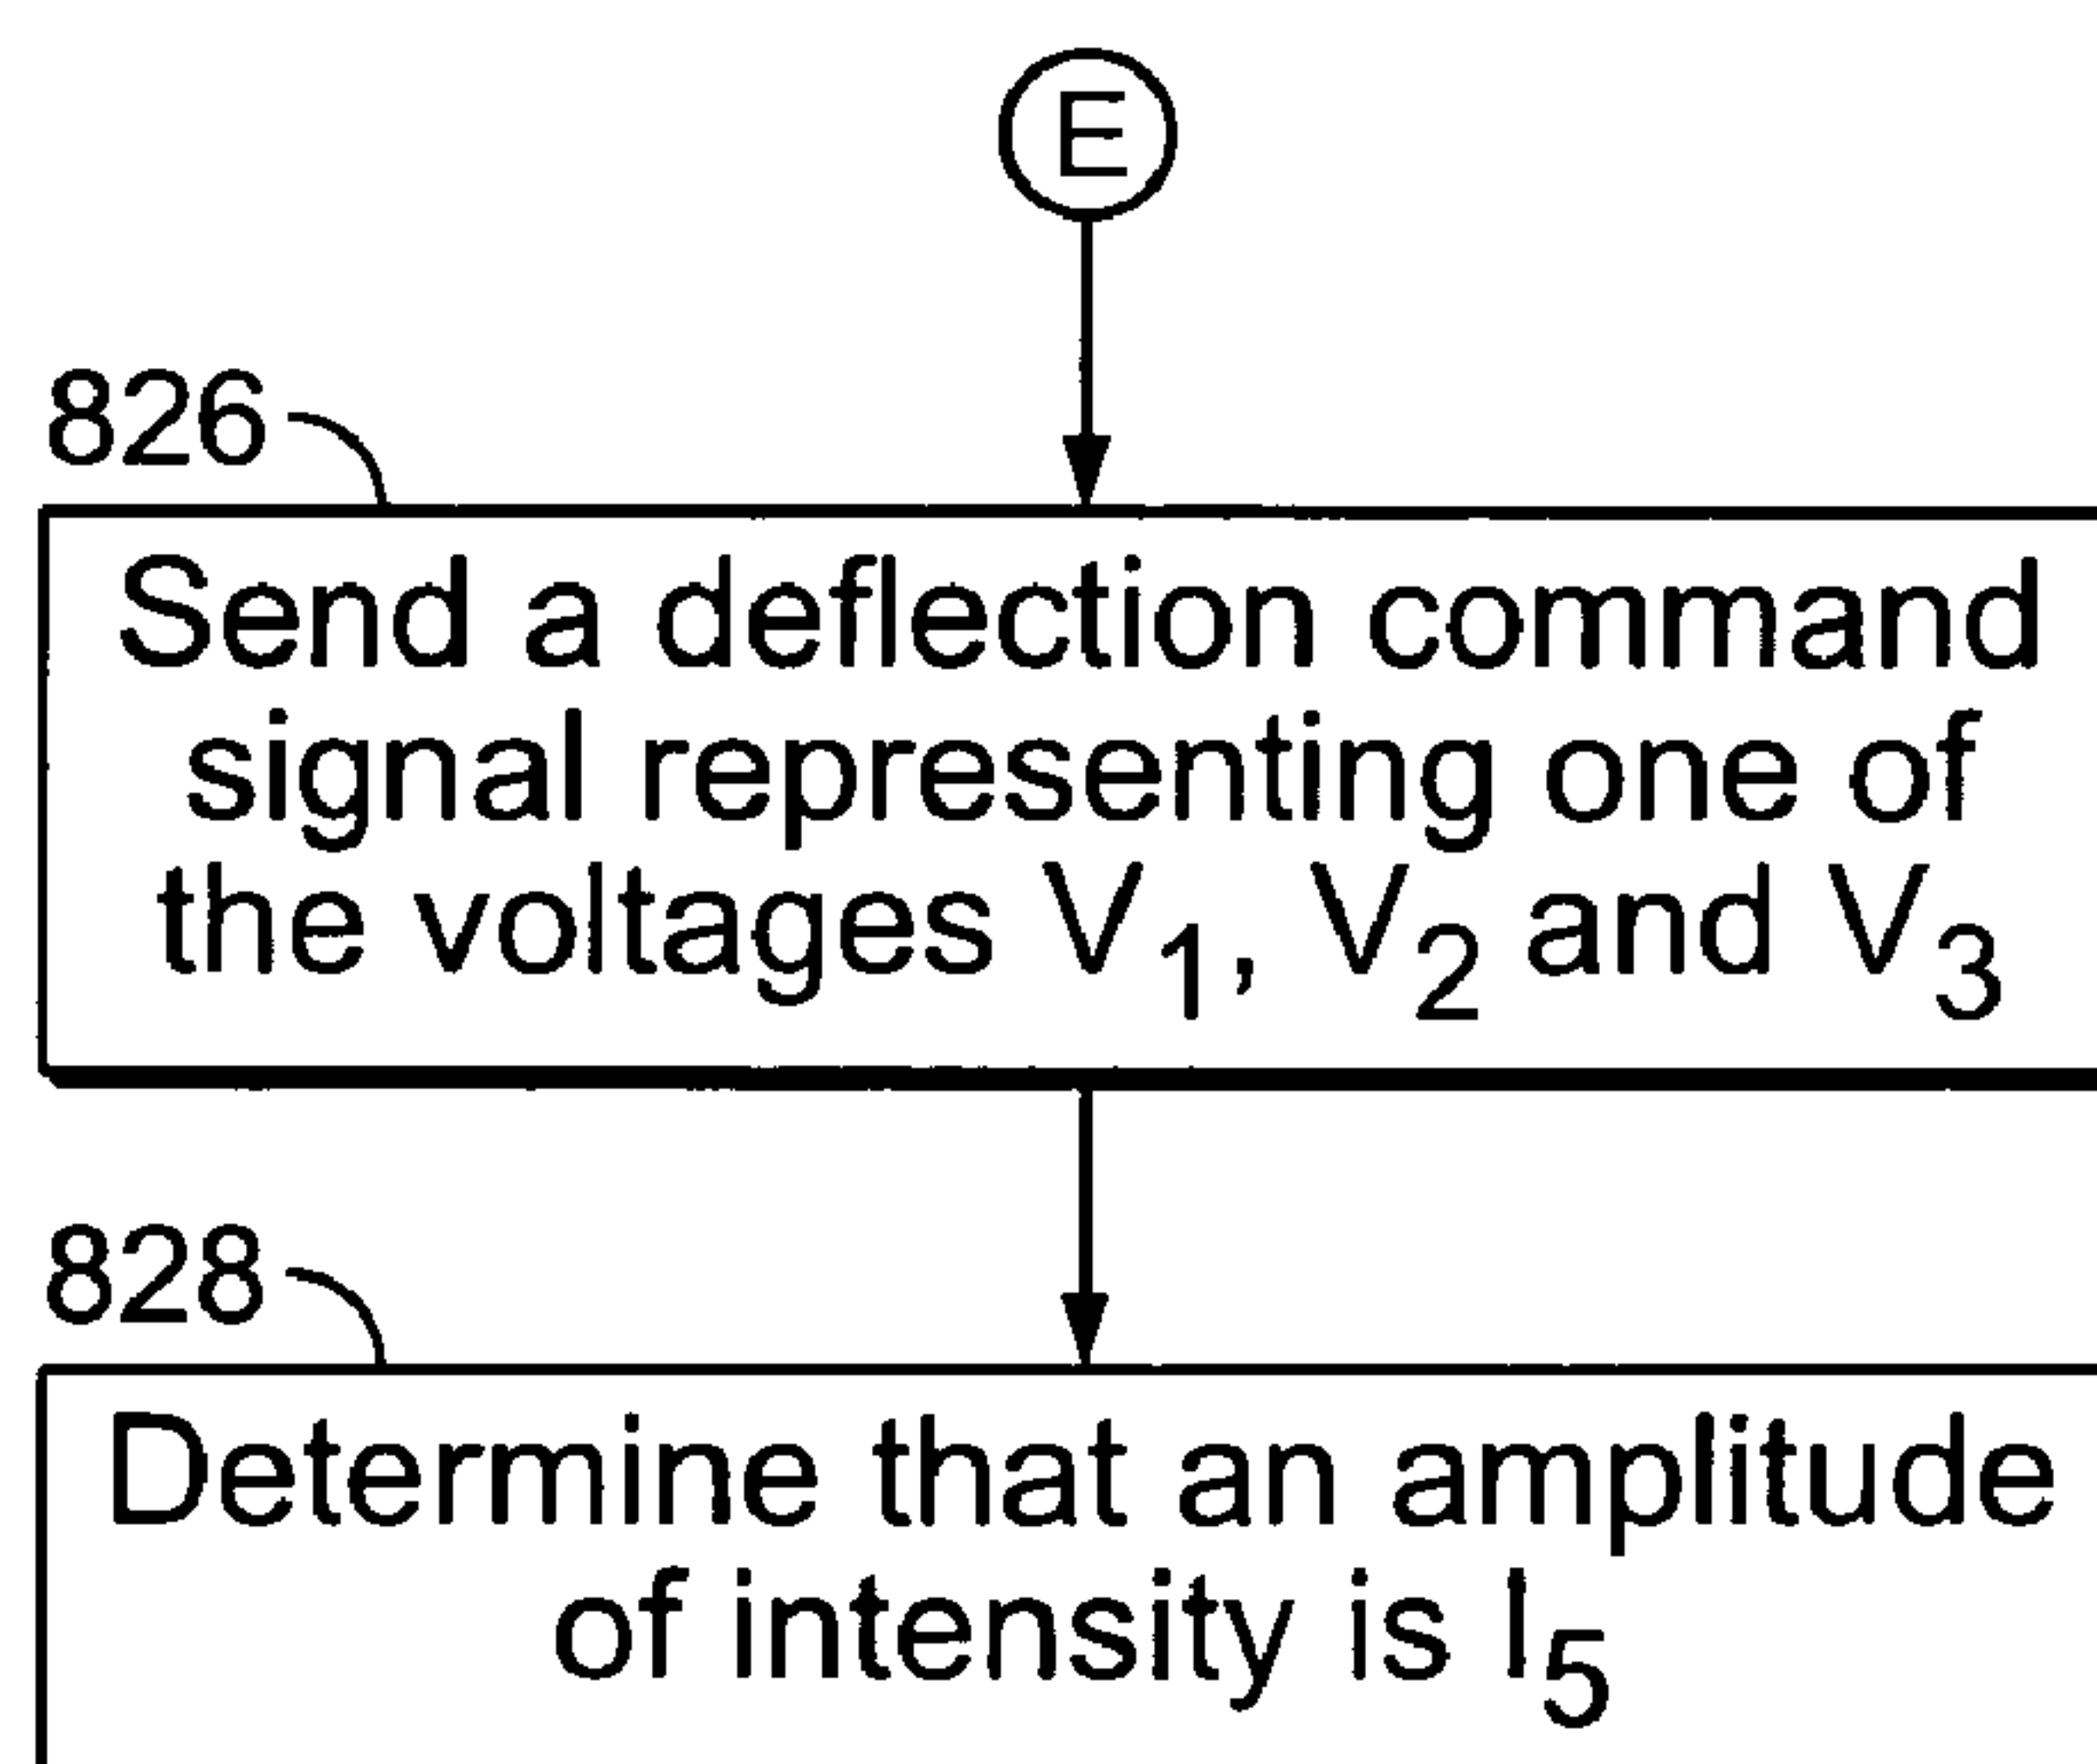 E
826
Send a deflection command
signal representing one of
the voltages V₁, V₂ and V₃
828
Determine that an amplitude
of intensity is I₅